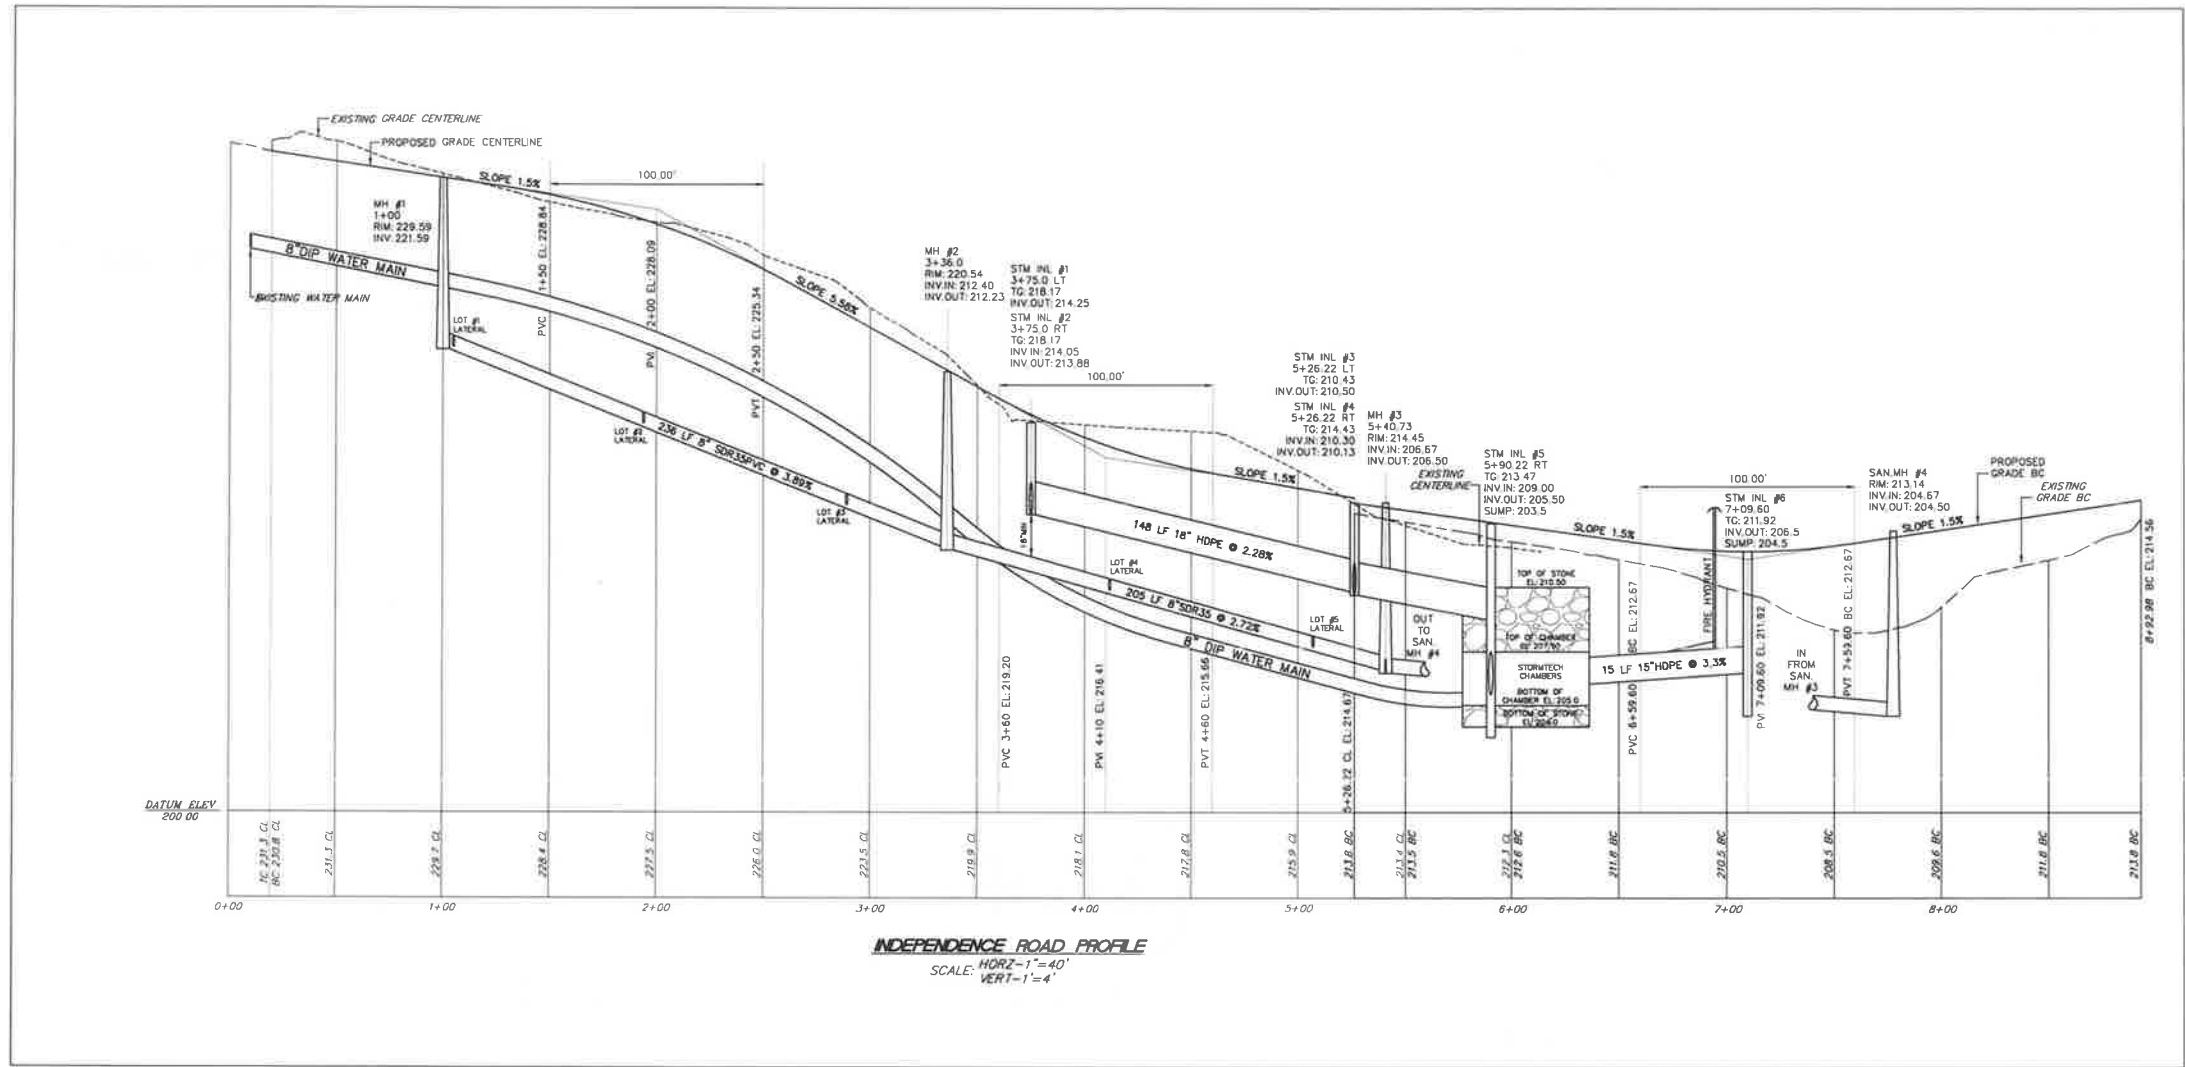 EXISTING GRADE CENTERLINE
PROPOSED GRADE CENTERLINE
SLOPE 1.5%
100.00'
MH #1
1+00
RIM: 229.59
INV: 221.59
8" DIP WATER MAIN
EXISTING WATER MAIN
LOT #1
LATERAL
PVC 1+50 EL: 228.84
PVI 2+00 EL: 228.09
PVT 2+50 EL: 225.34
SLOPE 5.56%
LOT #2
LATERAL
236 LF 8" SDR35PVC @ 3.89%
LOT #3
LATERAL
MH #2
3+36.0
RIM: 220.54
INV.IN: 212.40
INV.OUT: 212.23
STM INL #1
3+75.0 LT
TG: 218.17
INV.OUT: 214.25
STM INL #2
3+75.0 RT
TG: 218.17
INV IN: 214.05
INV.OUT: 213.88
100.00'
148 LF 18" HDPE @ 2.28%
LOT #4
LATERAL
205 LF 8" SDR35 @ 2.72%
8" DIP WATER MAIN
PVC 3+60 EL: 219.20
PVI 4+10 EL: 216.41
PVT 4+60 EL: 215.66
SLOPE 1.5%
STM INL #3
5+26.22 LT
TG: 210.43
INV.OUT: 210.50
STM INL #4
5+26.22 RT
TG: 214.43
INV.IN: 210.30
INV.OUT: 210.13
MH #3
5+40.73
RIM: 214.45
INV.IN: 206.67
INV.OUT: 206.50
EXISTING
CENTERLINE
LOT #5
LATERAL
OUT
TO
SAN.
MH #4
5+26.22 CL EL: 214.67
STM INL #5
5+90.22 RT
TG: 213.47
INV.IN: 209.00
INV.OUT: 205.50
SUMP: 203.5
TOP OF STONE
EL: 210.50
TOP OF CHAMBER
STORMTECH
CHAMBERS
BOTTOM OF
CHAMBER EL: 205.0
BOTTOM OF STONE
EL: 204.0
SLOPE 1.5%
15 LF 15" HDPE @ 3.3%
PVC 6+59.60 BC EL: 212.67
FIRE HYDRANT
100.00'
STM INL #6
7+09.60
TG: 211.92
INV.OUT: 206.5
SUMP: 204.5
PVI 7+09.60 EL: 211.92
IN
FROM
SAN.
MH #3
PVT 7+59.60 BC EL: 212.67
SAN.MH #4
RIM: 213.14
INV.IN: 204.67
INV.OUT: 204.50
SLOPE 1.5%
PROPOSED
GRADE BC
EXISTING
GRADE BC
8+92.98 BC EL: 214.56
DATUM ELEV
200.00
TC 231.3 CL
BC 230.8 CL
231.3 CL
229.2 CL
228.4 CL
227.5 CL
226.0 CL
223.5 CL
219.9 CL
218.1 CL
217.8 CL
215.9 CL
213.8 BC
213.4 CL
213.5 BC
212.3 CL
212.6 BC
211.8 BC
210.5 BC
208.5 BC
209.6 BC
211.8 BC
213.8 BC
0+00
1+00
2+00
3+00
4+00
5+00
6+00
7+00
8+00
INDEPENDENCE ROAD PROFILE
SCALE: HORZ-1"=40'
VERT-1'=4'